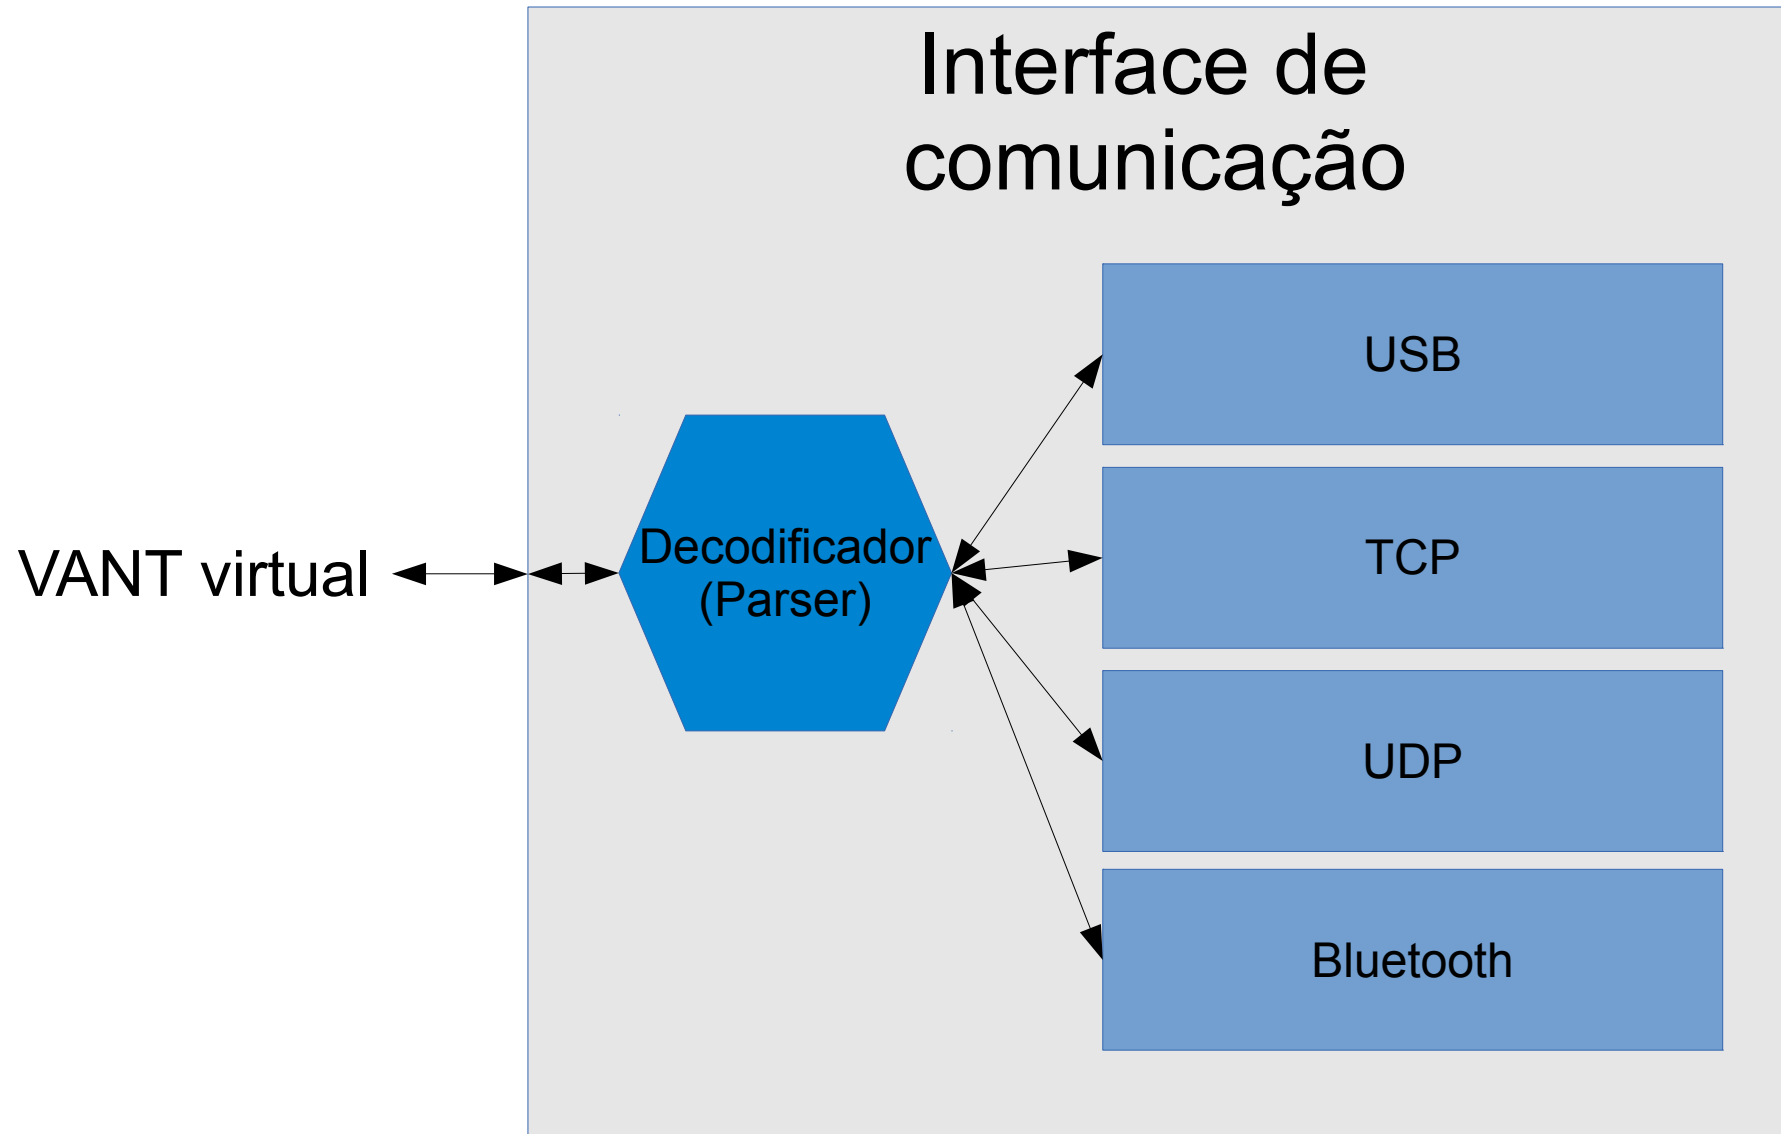 Interface de
comunicação
USB
Decodificador
(Parser)
TCP
VANT virtual
UDP
Bluetooth